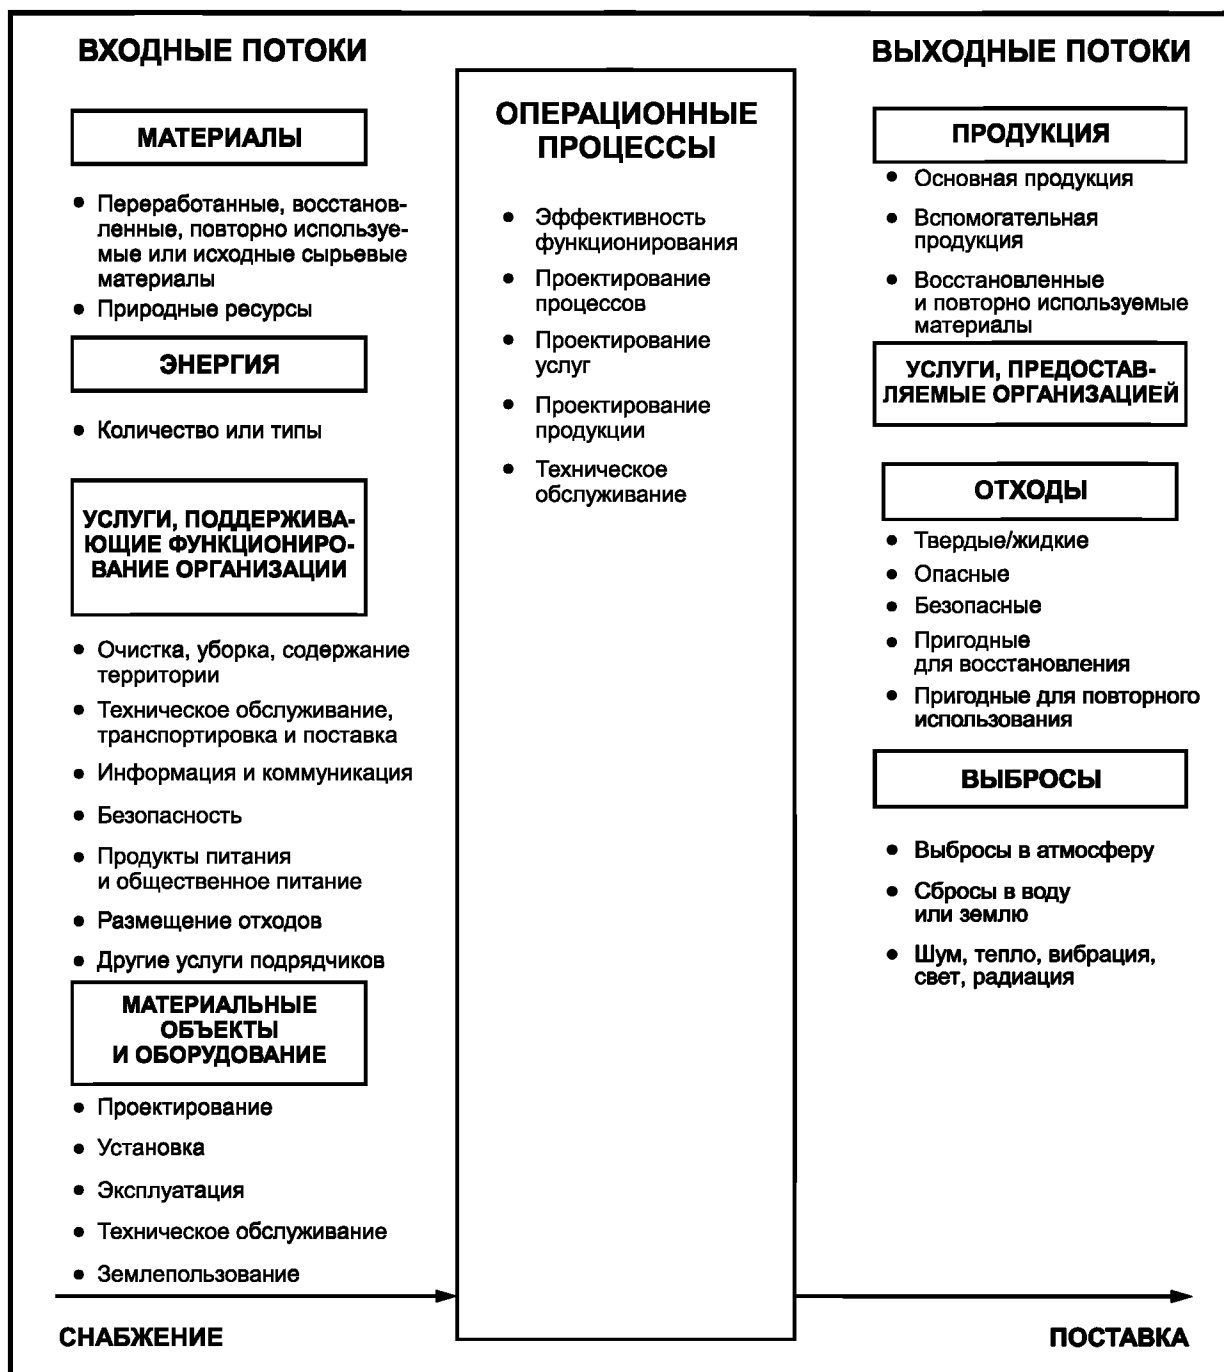 ВХОДНЫЕ ПОТОКИ
МАТЕРИАЛЫ
• Переработанные, восстанов-
ленные, повторно используе-
мые или исходные сырьевые
материалы
• Природные ресурсы
ЭНЕРГИЯ
• Количество или типы
УСЛУГИ, ПОДДЕРЖИВА-
ЮЩИЕ ФУНКЦИОНИРО-
ВАНИЕ ОРГАНИЗАЦИИ
• Очистка, уборка, содержание
территории
• Техническое обслуживание,
транспортировка и поставка
• Информация и коммуникация
• Безопасность
• Продукты питания
и общественное питание
• Размещение отходов
• Другие услуги подрядчиков
МАТЕРИАЛЬНЫЕ
ОБЪЕКТЫ
И ОБОРУДОВАНИЕ
• Проектирование
• Установка
• Эксплуатация
• Техническое обслуживание
• Землепользование
СНАБЖЕНИЕ
ОПЕРАЦИОННЫЕ
ПРОЦЕССЫ
• Эффективность
функционирования
• Проектирование
процессов
• Проектирование
услуг
• Проектирование
продукции
• Техническое
обслуживание
ВЫХОДНЫЕ ПОТОКИ
ПРОДУКЦИЯ
• Основная продукция
• Вспомогательная
продукция
• Восстановленные
и повторно используемые
материалы
УСЛУГИ, ПРЕДОСТАВ-
ЛЯЕМЫЕ ОРГАНИЗАЦИЕЙ
ОТХОДЫ
• Твердые/жидкие
• Опасные
• Безопасные
• Пригодные
для восстановления
• Пригодные для повторного
использования
ВЫБРОСЫ
• Выбросы в атмосферу
• Сбросы в воду
или землю
• Шум, тепло, вибрация,
свет, радиация
ПОСТАВКА